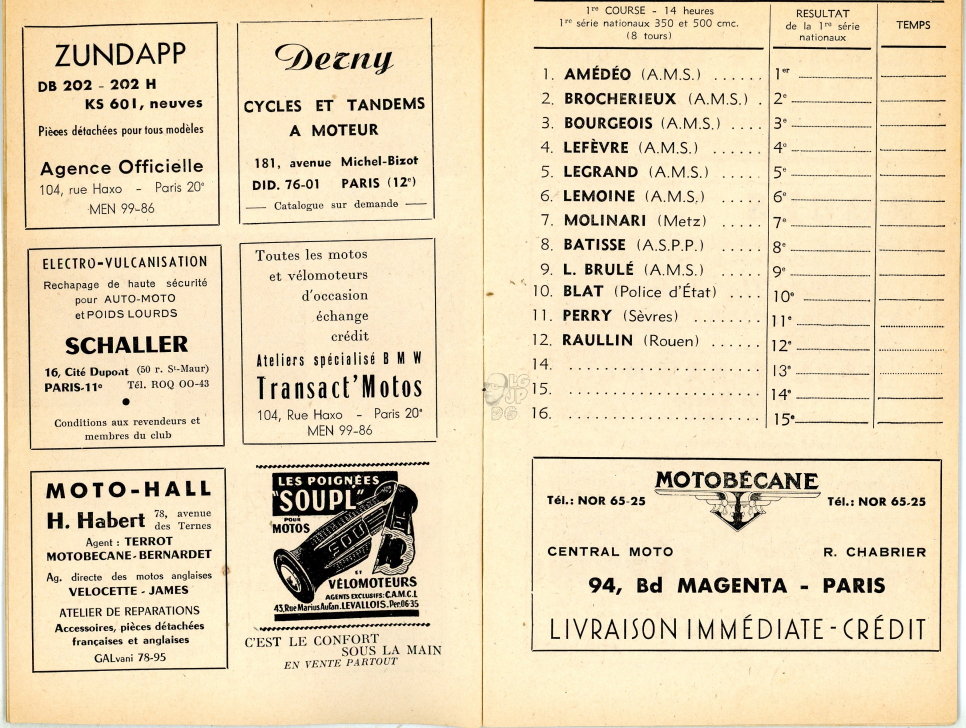 ZUNDAPP
DB 202 - 202 H
KS 601, neuves
Pièces détachées pour tous modèles
Agence Officielle
104, rue Haxo - Paris 20e
MEN 99-86
Derny
CYCLES ET TANDEMS
A MOTEUR
181, avenue Michel-Bizot
DID. 76-01 PARIS (12e)
Catalogue sur demande
ELECTRO-VULCANISATION
Rechapage de haute sécurité
pour AUTO-MOTO
et POIDS LOURDS
SCHALLER
16, Cité Dupont (50 r. St-Maur)
PARIS-11e Tél. ROQ 00-43
Conditions aux revendeurs et
membres du club
Toutes les motos
et vélomoteurs
d'occasion
échange
crédit
Ateliers spécialisé B M W
Transact'Motos
104, Rue Haxo - Paris 20e
MEN 99-86
MOTO-HALL
H. Habert 78, avenue
des Ternes
Agent : TERROT
MOTOBECANE-BERNARDET
Ag. directe des motos anglaises
VELOCETTE - JAMES
ATELIER DE REPARATIONS
Accessoires, pièces détachées
françaises et anglaises
GALvani 78-95
LES POIGNÉES
"SOUPL"
POUR
MOTOS
ET
VÉLOMOTEURS
AGENTS EXCLUSIFS: C.A.M.C.L
43, Rue Marius Aufan. LEVALLOIS. Per. 06-35
C'EST LE CONFORT
SOUS LA MAIN
EN VENTE PARTOUT
1re COURSE - 14 heures
1re série nationaux 350 et 500 cmc.
(8 tours)
RESULTAT
de la 1re série
nationaux
TEMPS
1. AMÉDÉO (A.M.S.) ...... 1er
2. BROCHERIEUX (A.M.S.) . 2e
3. BOURGEOIS (A.M.S.) .... 3e
4. LEFÈVRE (A.M.S.) ...... 4e
5. LEGRAND (A.M.S.) ..... 5e
6. LEMOINE (A.M.S.) ...... 6e
7. MOLINARI (Metz) ....... 7e
8. BATISSE (A.S.P.P.) ...... 8e
9. L. BRULÉ (A.M.S.) ...... 9e
10. BLAT (Police d'État) .... 10e
11. PERRY (Sèvres) ........ 11e
12. RAULLIN (Rouen) ....... 12e
14. .................... 13e
15. .................... 14e
16. .................... 15e
MOTOBÉCANE
Tél.: NOR 65-25 Tél.: NOR 65-25
CENTRAL MOTO R. CHABRIER
94, Bd MAGENTA - PARIS
LIVRAISON IMMÉDIATE - CRÉDIT